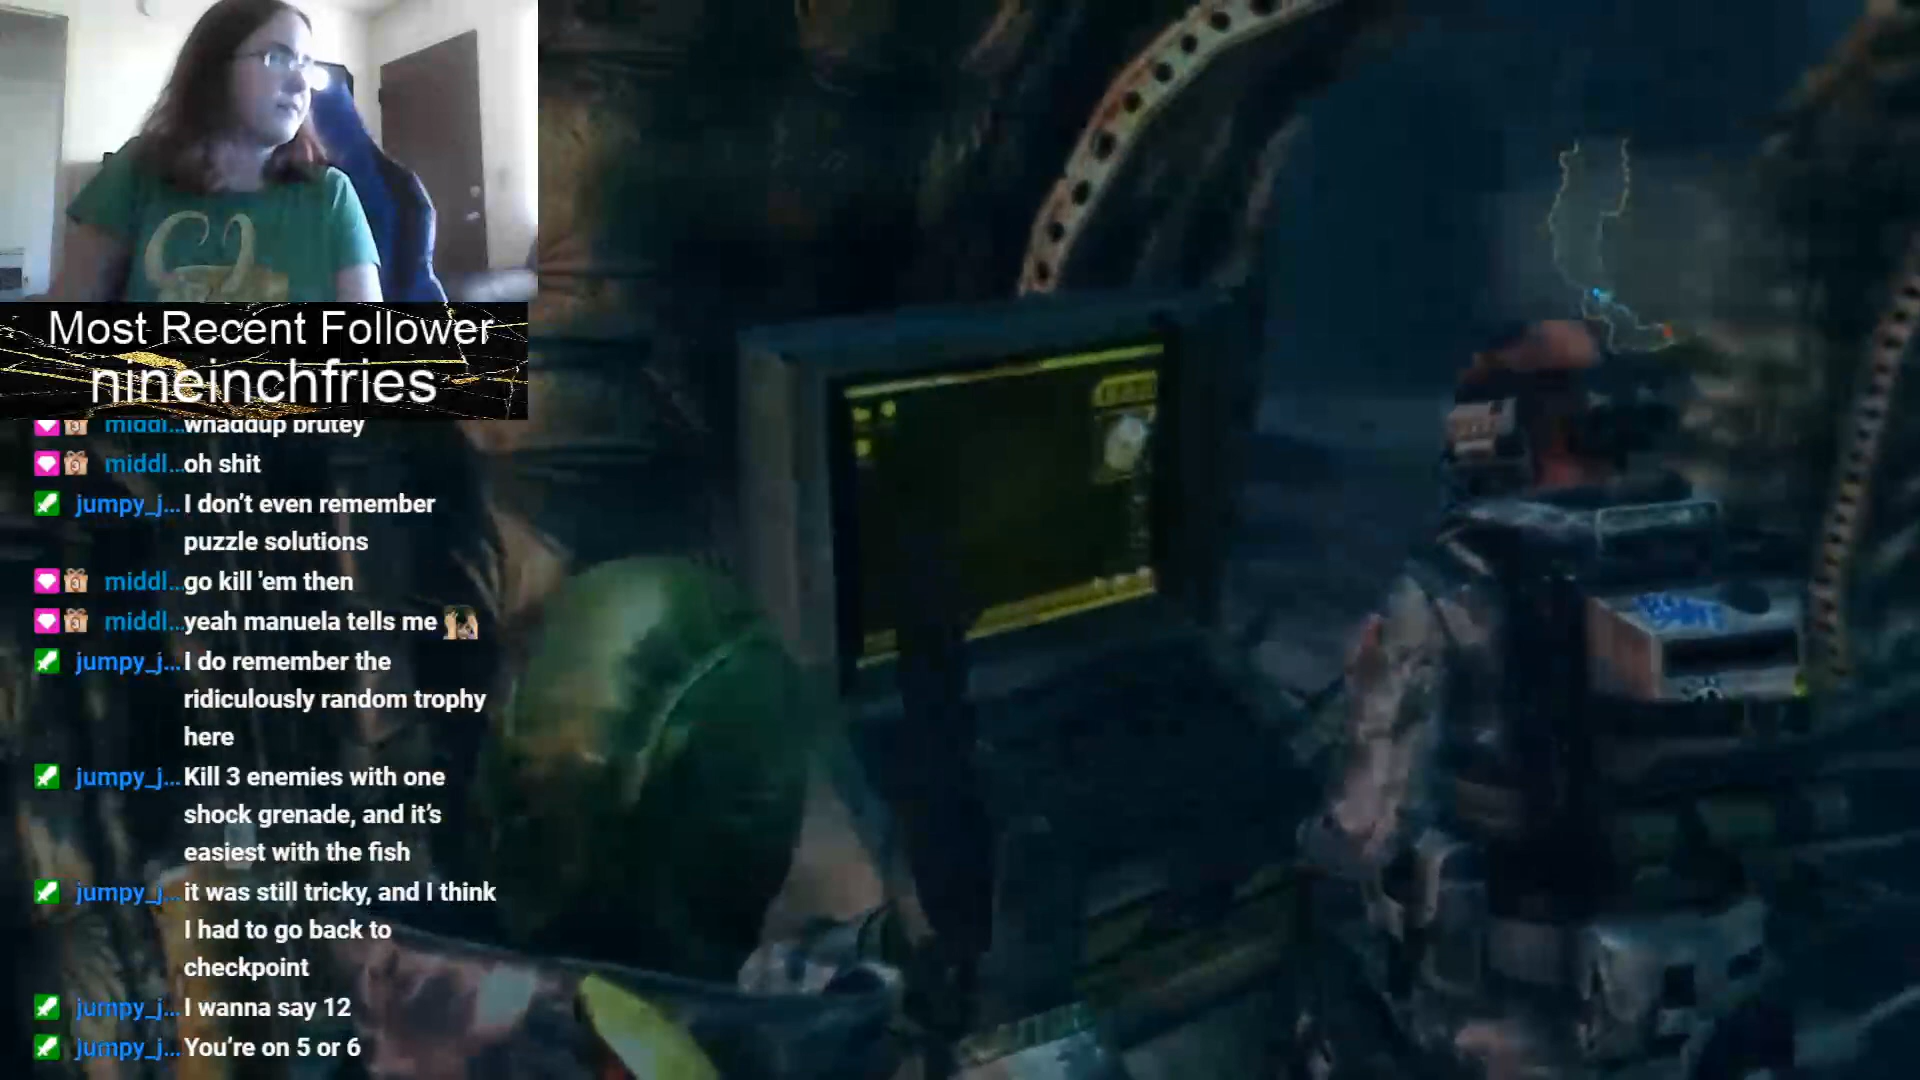 Most Recent Follower
nineinchfries
middl...whaddup brutey
middl...oh shit
jumpy_j...I don't even remember
puzzle solutions
middl...go kill 'em then
middl...yeah manuela tells me
jumpy_j...I do remember the
ridiculously random trophy
here
jumpy_j...Kill 3 enemies with one
shock grenade, and it's
easiest with the fish
jumpy_j...it was still tricky, and I think
I had to go back to
checkpoint
jumpy_j...I wanna say 12
jumpy_j...You're on 5 or 6